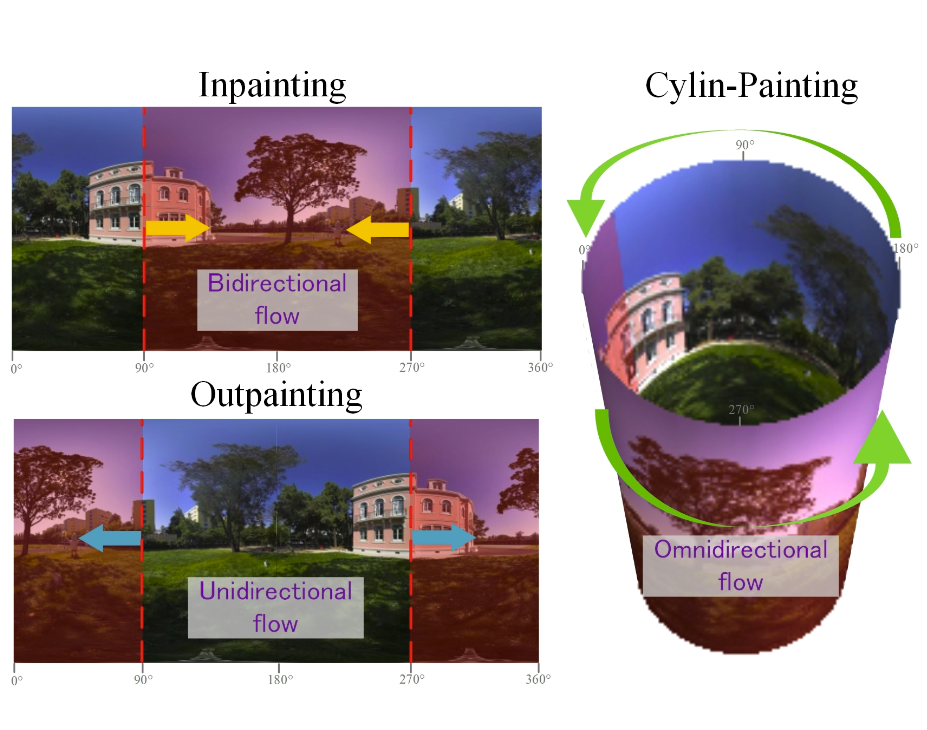 Inpainting
Bidirectional
flow
0° 90° 180° 270° 360°
Outpainting
Unidirectional
flow
0° 90° 180° 270° 360°
Cylin-Painting
90°
0° 180°
270°
Omnidirectional
flow